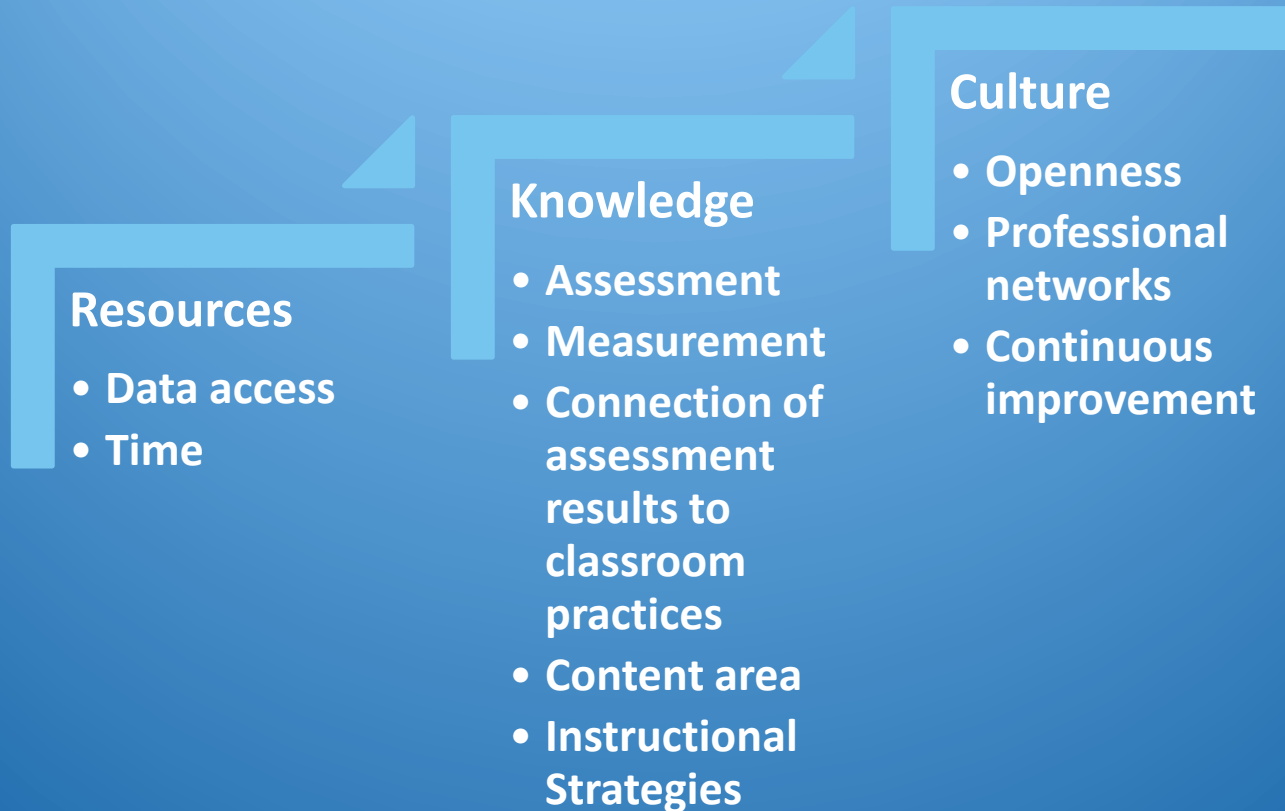 Resources
• Data access
• Time
Knowledge
• Assessment
• Measurement
• Connection of
assessment
results to
classroom
practices
• Content area
• Instructional
Strategies
Culture
• Openness
• Professional
networks
• Continuous
improvement